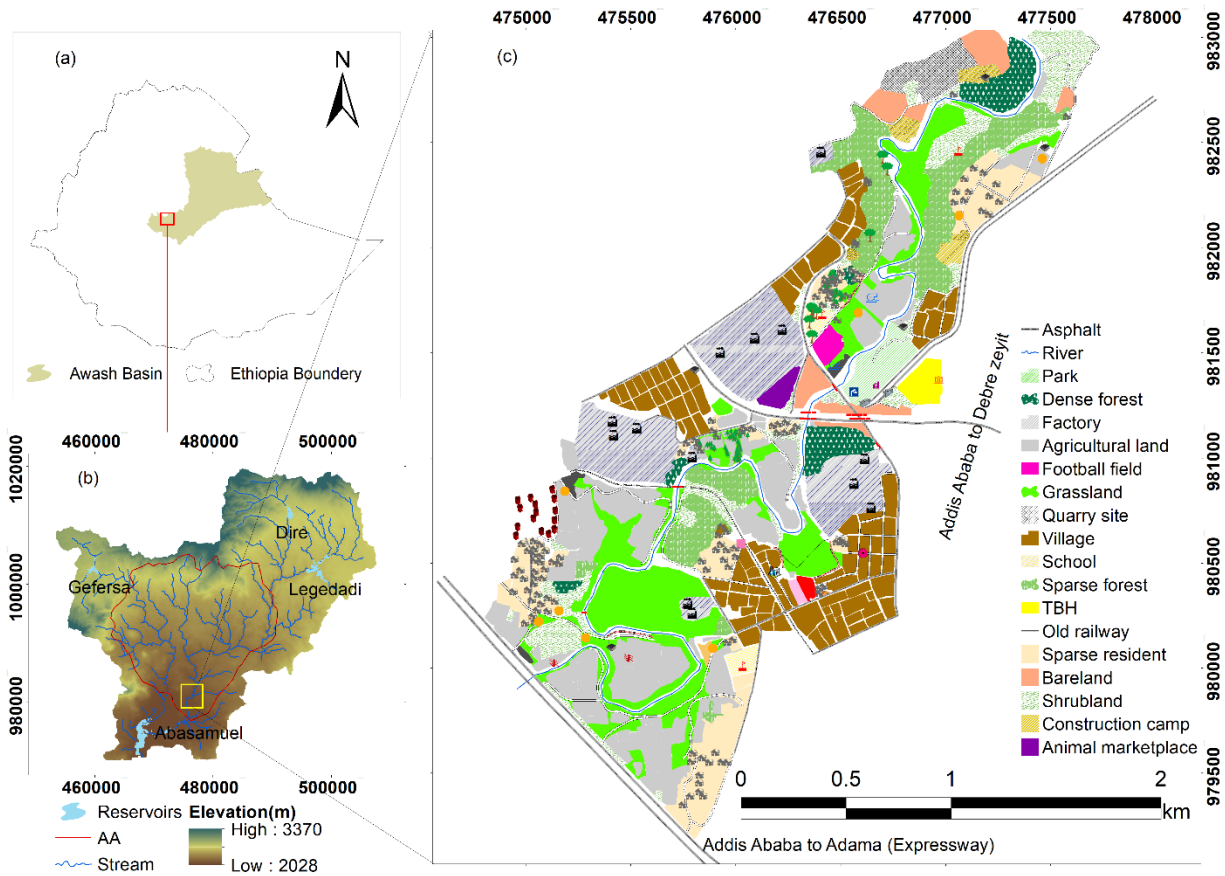 (a)
N
Awash Basin
Ethiopia Boundary
460000 480000 500000
1020000
1000000
980000
(b)
Dire
Gefersa
Legedadi
Abasamuel
460000 480000 500000
Reservoirs
AA
Stream
Elevation(m)
High : 3370
Low : 2028
475000 475500 476000 476500 477000 477500 478000
(c)
983000
982500
982000
981500
981000
980500
980000
979500
Addis Ababa to Debre zeyit
Addis Ababa to Adama (Expressway)
Asphalt
River
Park
Dense forest
Factory
Agricultural land
Football field
Grassland
Quarry site
Village
School
Sparse forest
TBH
Old railway
Sparse resident
Bareland
Shrubland
Construction camp
Animal marketplace
0 0.5 1 2
km